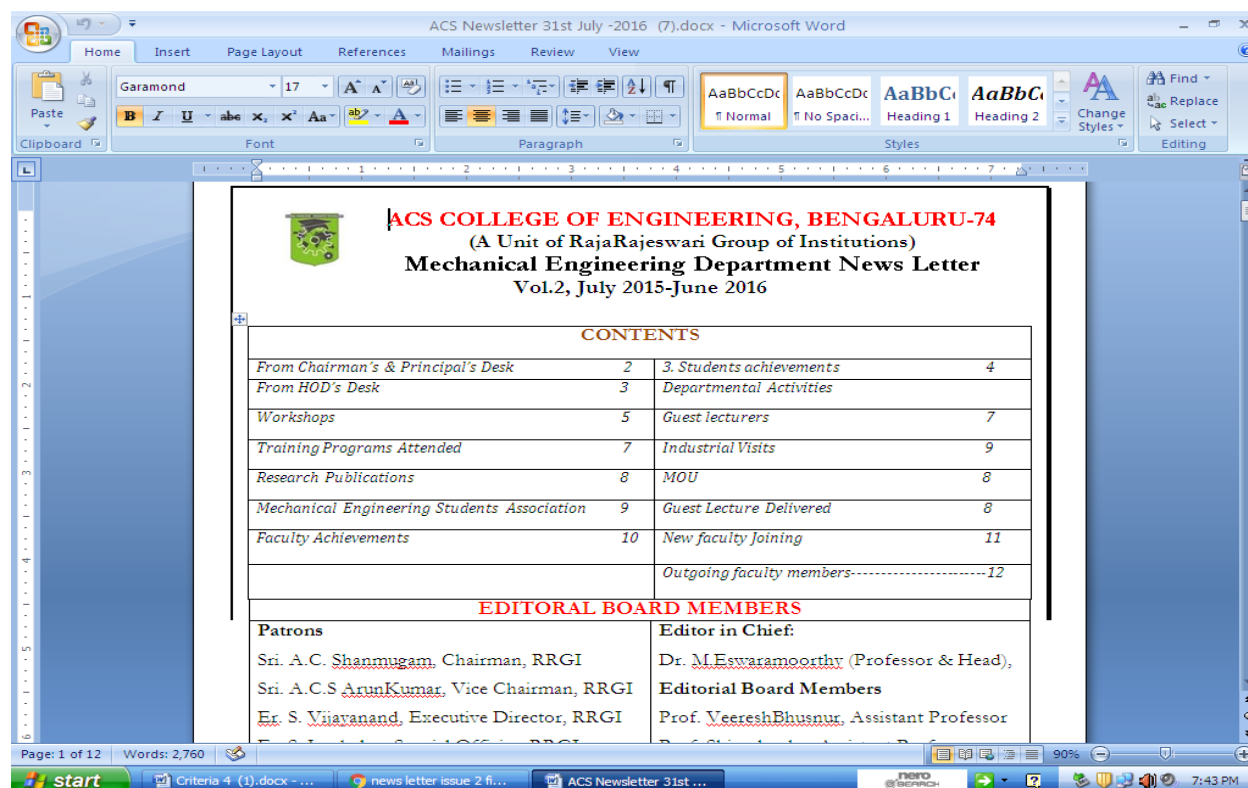 ACS Newsletter 31st July -2016 (7).docx - Microsoft Word
Home Insert Page Layout References Mailings Review View
Garamond 17
Find
Replace
Select
Paste
AaBbCcDc AaBbCcDc AaBbC AaBbC
¶ Normal ¶ No Spaci... Heading 1 Heading 2
Change Styles
Clipboard Font Paragraph Styles Editing
ACS COLLEGE OF ENGINEERING, BENGALURU-74
(A Unit of RajaRajeswari Group of Institutions)
Mechanical Engineering Department News Letter
Vol.2, July 2015-June 2016
CONTENTS
From Chairman's & Principal's Desk 2 3. Students achievements 4
From HOD's Desk 3 Departmental Activities
Workshops 5 Guest lecturers 7
Training Programs Attended 7 Industrial Visits 9
Research Publications 8 MOU 8
Mechanical Engineering Students Association 9 Guest Lecture Delivered 8
Faculty Achievements 10 New faculty Joining 11
Outgoing faculty members-----------------------12
EDITORAL BOARD MEMBERS
Patrons Editor in Chief:
Sri. A.C. Shanmugam, Chairman, RRGI Dr. M.Eswaramoorthy (Professor & Head),
Sri. A.C.S ArunKumar, Vice Chairman, RRGI Editorial Board Members
Er. S. Vijayanand, Executive Director, RRGI Prof. VeereshBhusnur, Assistant Professor
Page: 1 of 12 Words: 2,760 90%
start Criteria 4 (1).docx - ... news letter issue 2 fi... ACS Newsletter 31st ... nero SEARCH 7:43 PM